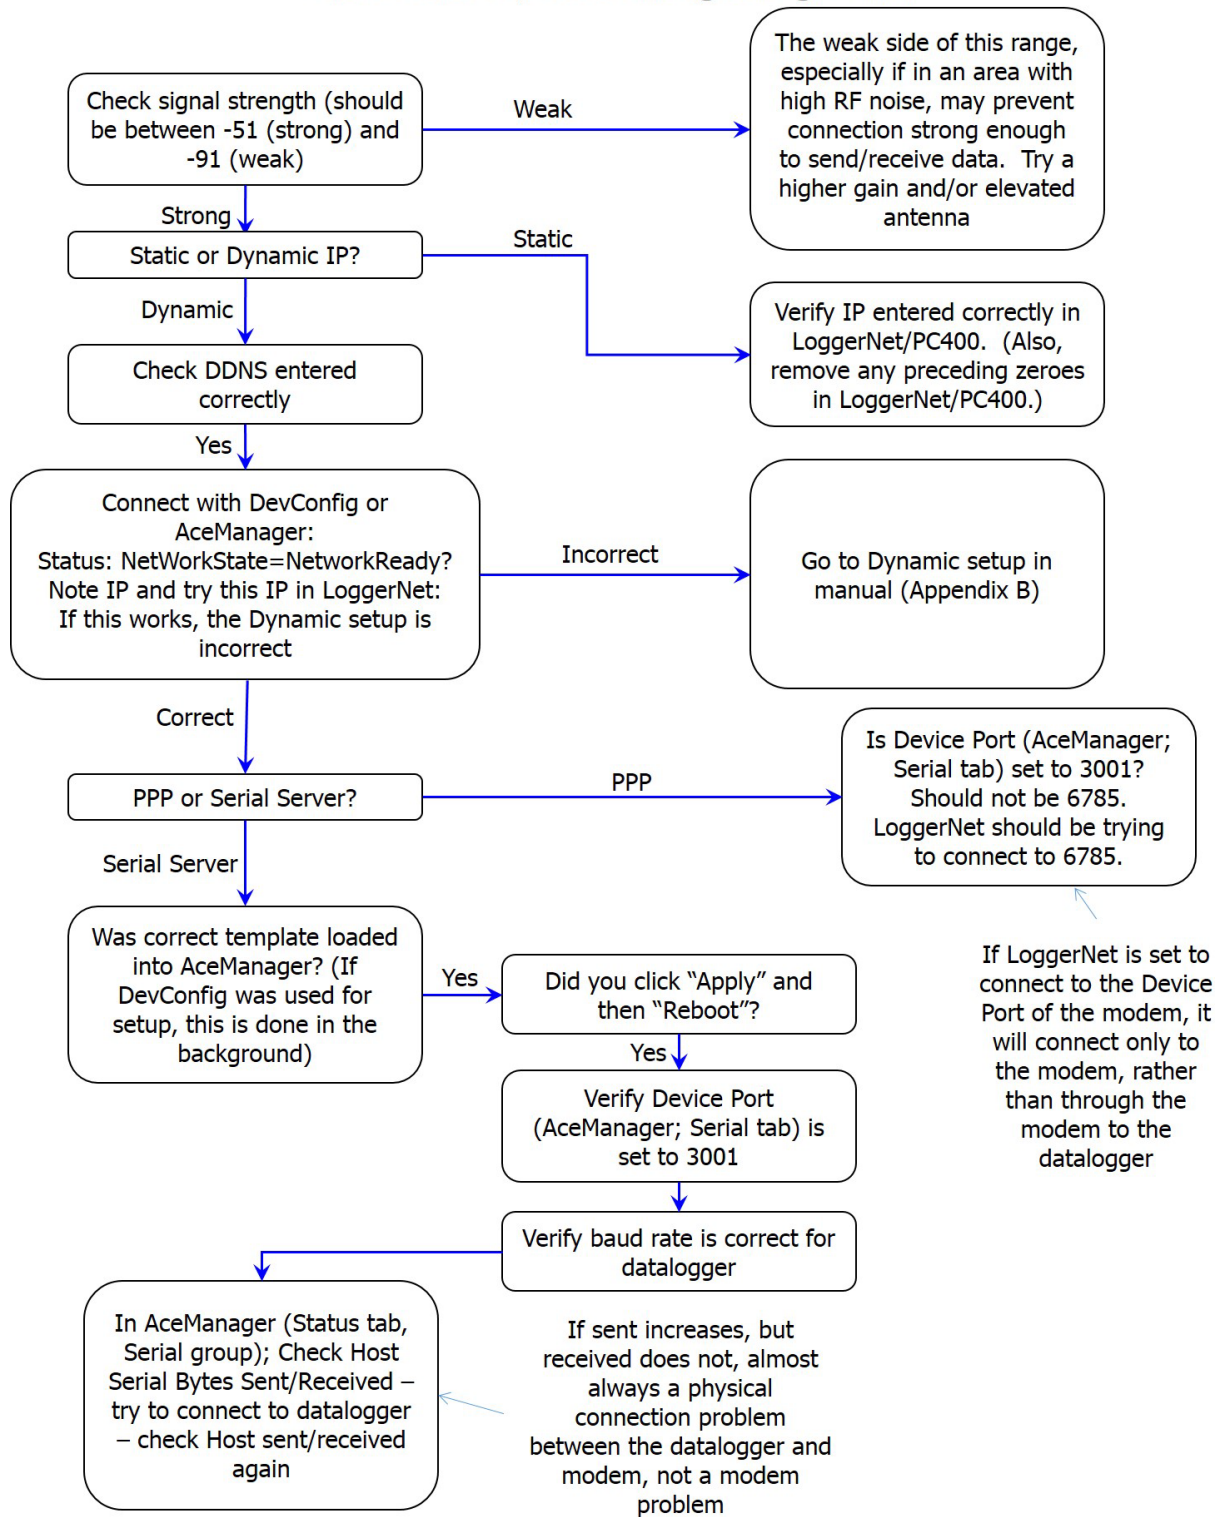 Check signal strength (should
be between -51 (strong) and
-91 (weak)
Weak
The weak side of this range,
especially if in an area with
high RF noise, may prevent
connection strong enough
to send/receive data. Try a
higher gain and/or elevated
antenna
Strong
Static or Dynamic IP?
Static
Verify IP entered correctly in
LoggerNet/PC400. (Also,
remove any preceding zeroes
in LoggerNet/PC400.)
Dynamic
Check DDNS entered
correctly
Yes
Connect with DevConfig or
AceManager:
Status: NetWorkState=NetworkReady?
Note IP and try this IP in LoggerNet:
If this works, the Dynamic setup is
incorrect
Incorrect
Go to Dynamic setup in
manual (Appendix B)
Correct
PPP or Serial Server?
PPP
Is Device Port (AceManager;
Serial tab) set to 3001?
Should not be 6785.
LoggerNet should be trying
to connect to 6785.
If LoggerNet is set to
connect to the Device
Port of the modem, it
will connect only to
the modem, rather
than through the
modem to the
datalogger
Serial Server
Was correct template loaded
into AceManager? (If
DevConfig was used for
setup, this is done in the
background)
Yes
Did you click “Apply” and
then “Reboot”?
Yes
Verify Device Port
(AceManager; Serial tab) is
set to 3001
Verify baud rate is correct for
datalogger
In AceManager (Status tab,
Serial group); Check Host
Serial Bytes Sent/Received –
try to connect to datalogger
– check Host sent/received
again
If sent increases, but
received does not, almost
always a physical
connection problem
between the datalogger and
modem, not a modem
problem